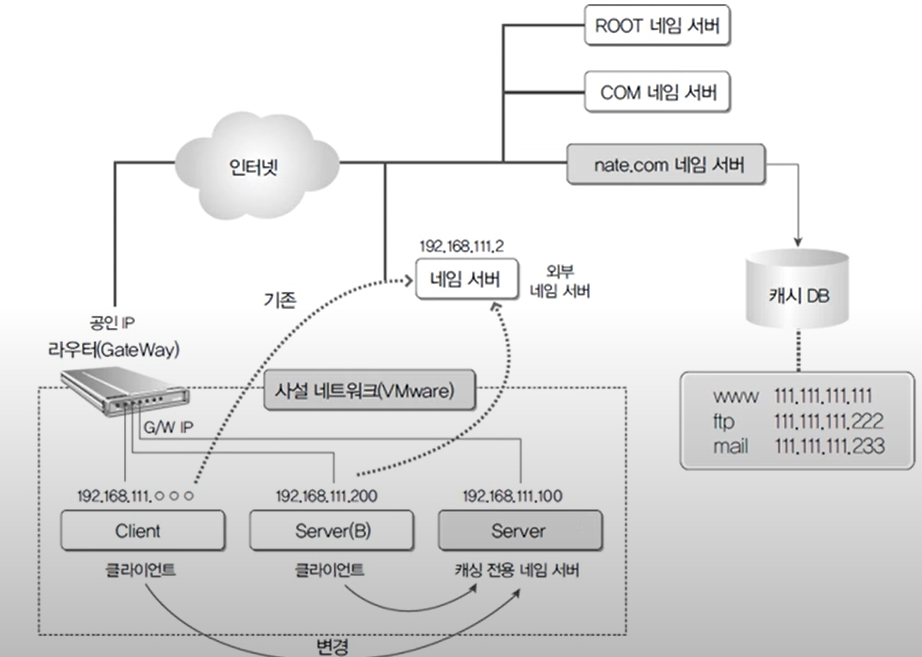 ROOT 네임 서버
COM 네임 서버
인터넷
nate.com 네임 서버
192.168.111.2
네임 서버
외부
네임 서버
캐시 DB
기존
공인 IP
라우터(GateWay)
사설 네트워크(VMware)
www 111.111.111.111
ftp 111.111.111.222
mail 111.111.111.233
G/W IP
192.168.111.○○○
192.168.111.200
192.168.111.100
Client
Server(B)
Server
클라이언트
클라이언트
캐싱 전용 네임 서버
변경